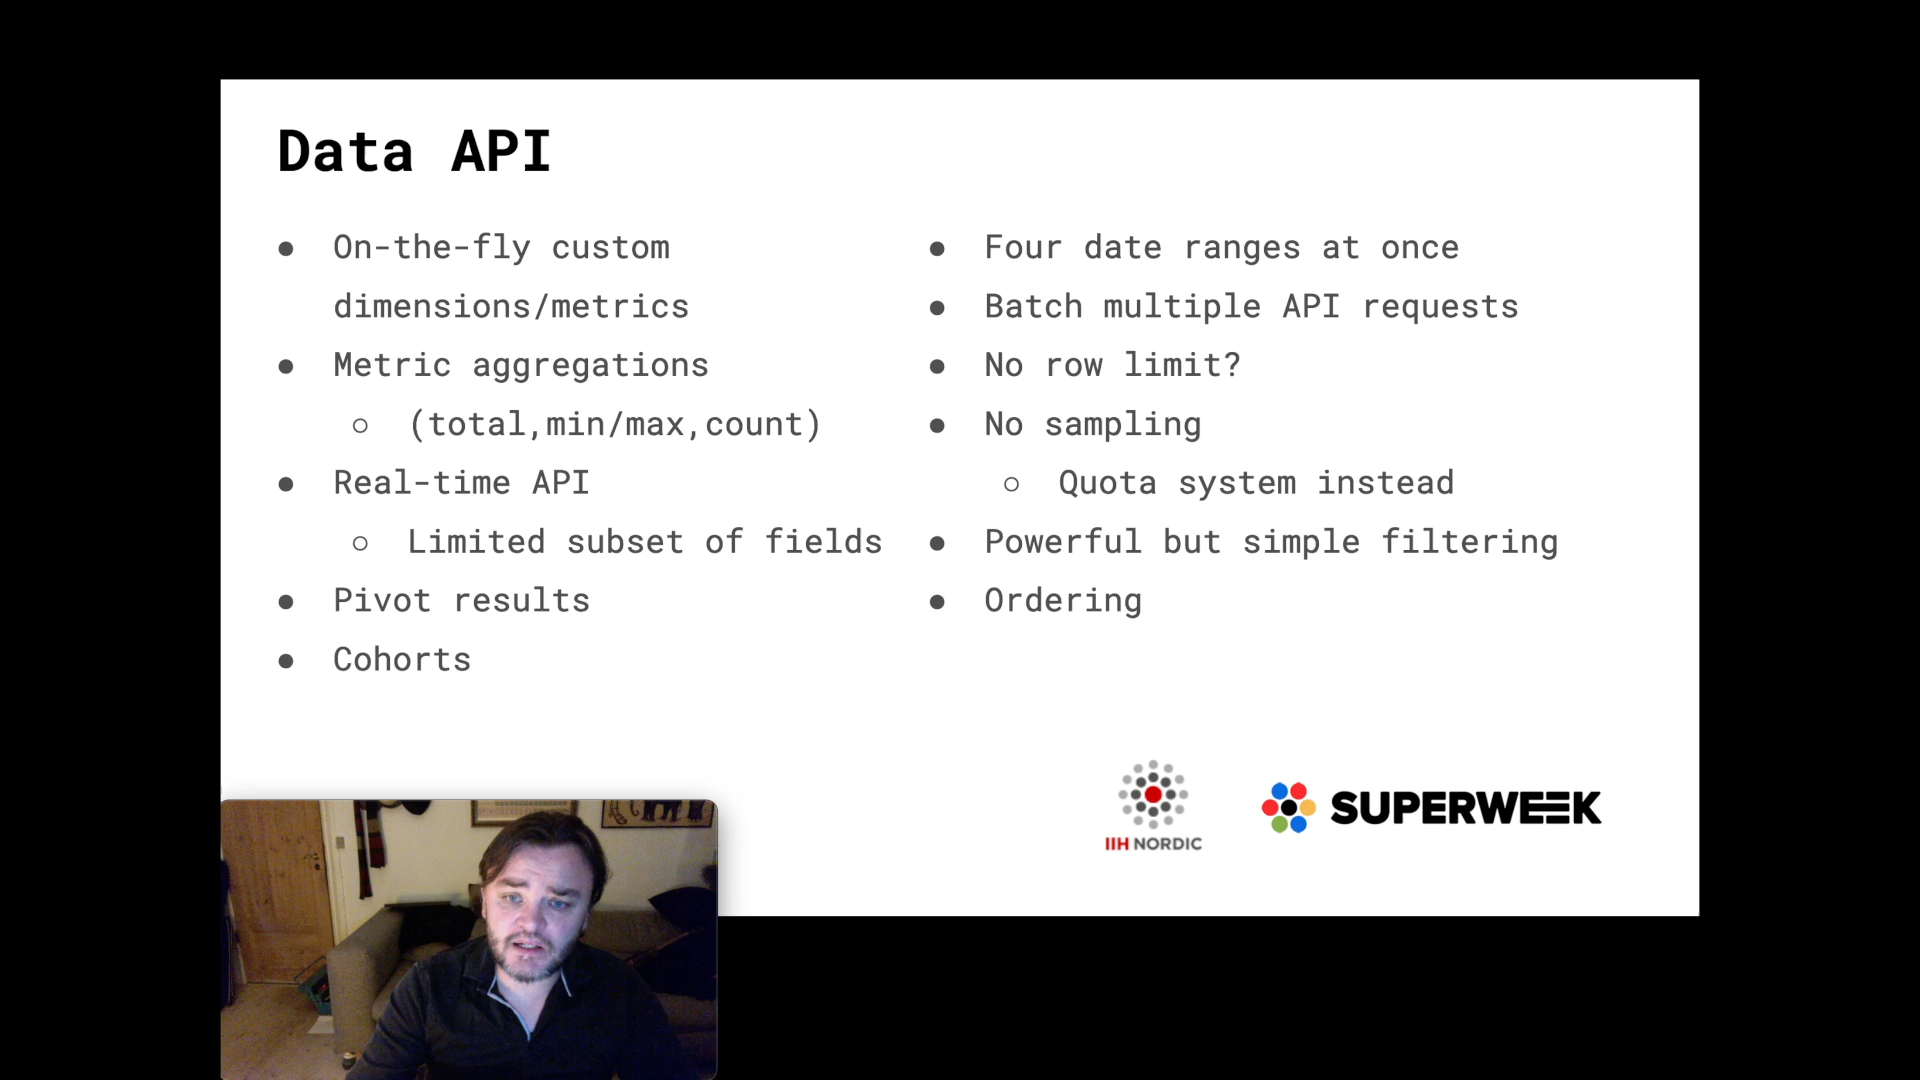 Data API
● On-the-fly custom
dimensions/metrics
● Metric aggregations
○ (total,min/max,count)
● Real-time API
○ Limited subset of fields
● Pivot results
● Cohorts
● Four date ranges at once
● Batch multiple API requests
● No row limit?
● No sampling
○ Quota system instead
● Powerful but simple filtering
● Ordering
IIH NORDIC
SUPERWEEK